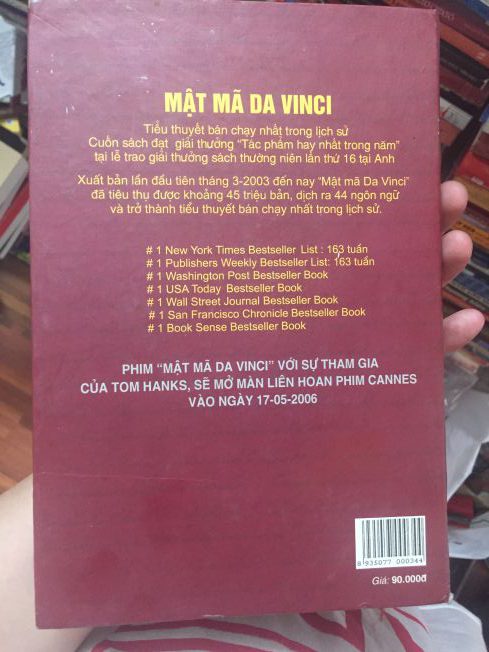 MẬT MÃ DA VINCI
Tiểu thuyết bán chạy nhất trong lịch sử
Cuốn sách đạt giải thưởng "Tác phẩm hay nhất trong năm"
tại lễ trao giải thưởng sách thường niên lần thứ 16 tại Anh
Xuất bản lần đầu tiên tháng 3-2003 đến nay "Mật mã Da Vinci"
đã tiêu thụ được khoảng 45 triệu bản, dịch ra 44 ngôn ngữ
và trở thành tiểu thuyết bán chạy nhất trong lịch sử.
# 1 New York Times Bestseller List : 163 tuần
# 1 Publishers Weekly Bestseller List: 163 tuần
# 1 Washington Post Bestseller Book
# 1 USA Today Bestseller Book
# 1 Wall Street Journal Bestseller Book
# 1 San Francisco Chronicle Bestseller Book
# 1 Book Sense Bestseller Book
PHIM "MẬT MÃ DA VINCI" VỚI SỰ THAM GIA
CỦA TOM HANKS, SẼ MỞ MÀN LIÊN HOAN PHIM CANNES
VÀO NGÀY 17-05-2006
8 935077 000344
Giá: 90.000đ